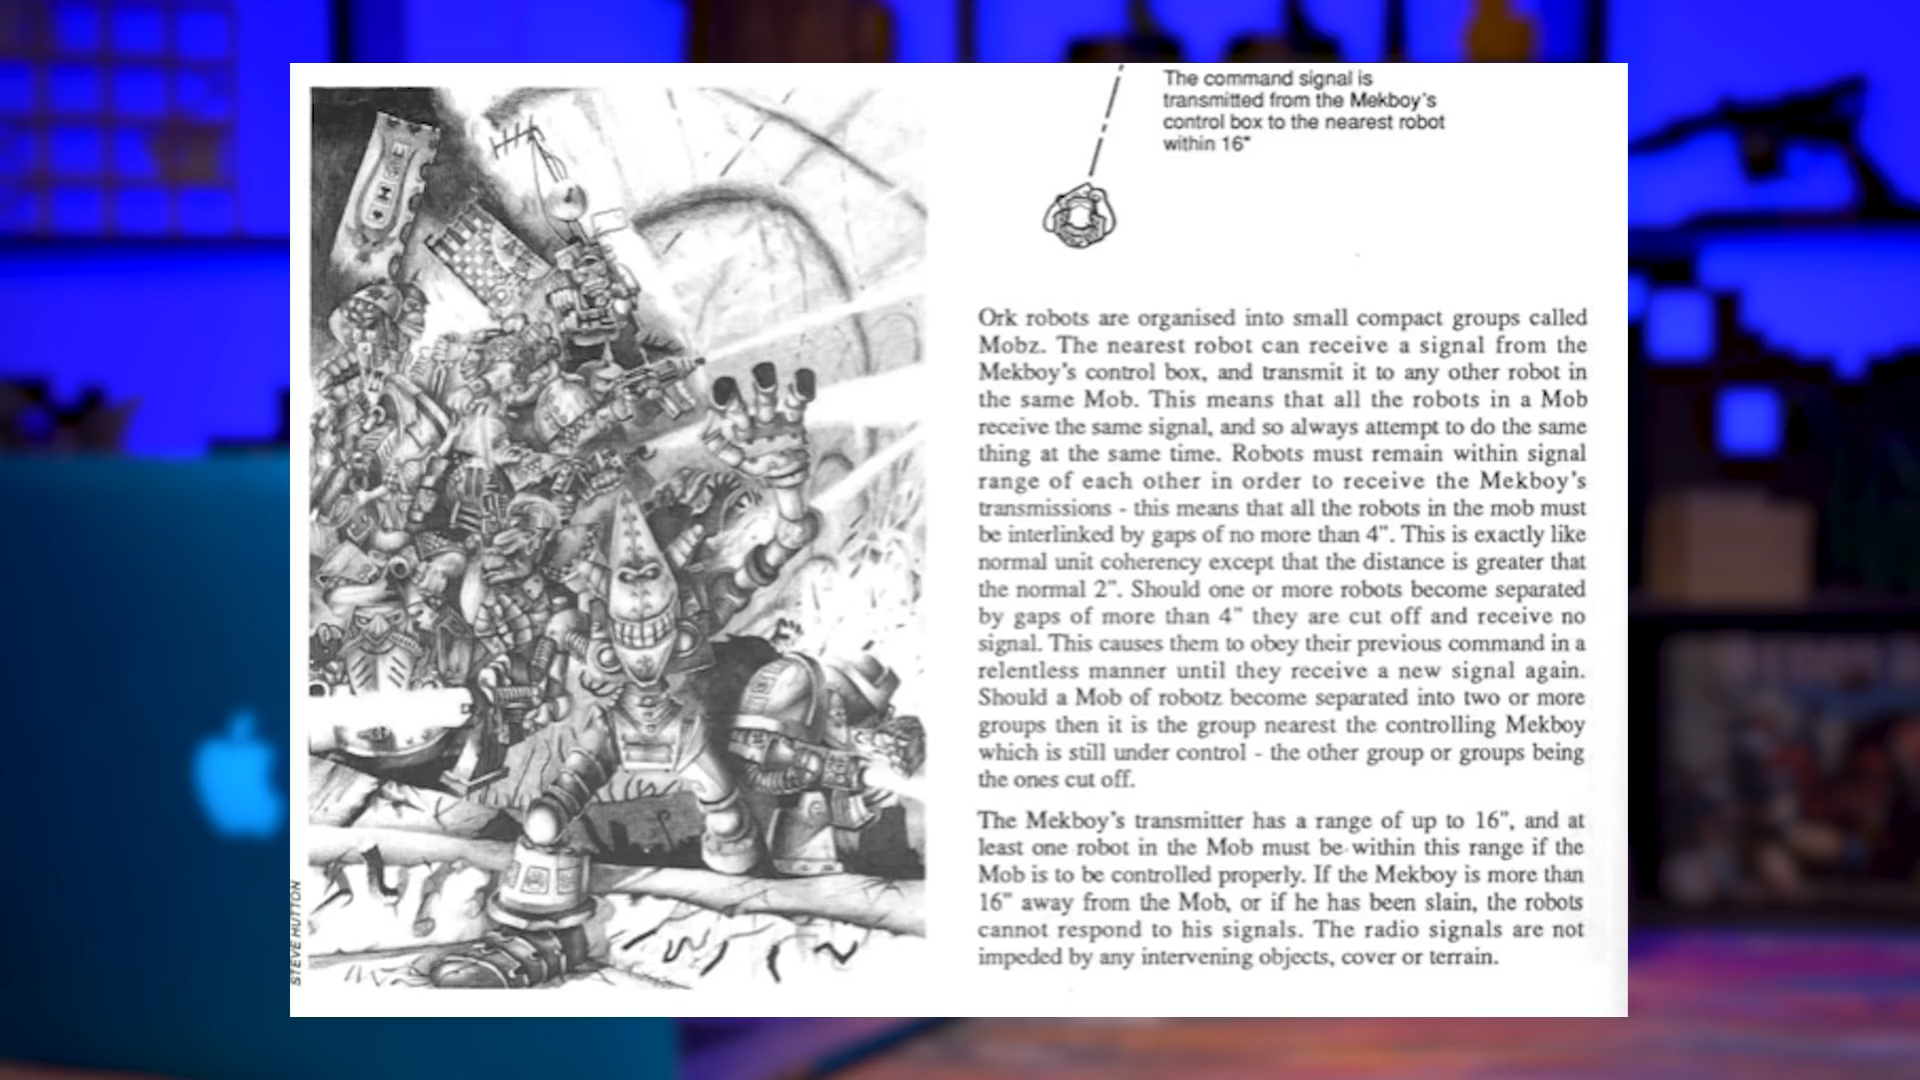 The command signal is
transmitted from the Mekboy's
control box to the nearest robot
within 16"
Ork robots are organised into small compact groups called
Mobz. The nearest robot can receive a signal from the
Mekboy's control box, and transmit it to any other robot in
the same Mob. This means that all the robots in a Mob
receive the same signal, and so always attempt to do the same
thing at the same time. Robots must remain within signal
range of each other in order to receive the Mekboy's
transmissions - this means that all the robots in the mob must
be interlinked by gaps of no more than 4". This is exactly like
normal unit coherency except that the distance is greater that
the normal 2". Should one or more robots become separated
by gaps of more than 4" they are cut off and receive no
signal. This causes them to obey their previous command in a
relentless manner until they receive a new signal again.
Should a Mob of robotz become separated into two or more
groups then it is the group nearest the controlling Mekboy
which is still under control - the other group or groups being
the ones cut off.
The Mekboy's transmitter has a range of up to 16", and at
least one robot in the Mob must be within this range if the
Mob is to be controlled properly. If the Mekboy is more than
16" away from the Mob, or if he has been slain, the robots
cannot respond to his signals. The radio signals are not
impeded by any intervening objects, cover or terrain.
STEVE HUTTON